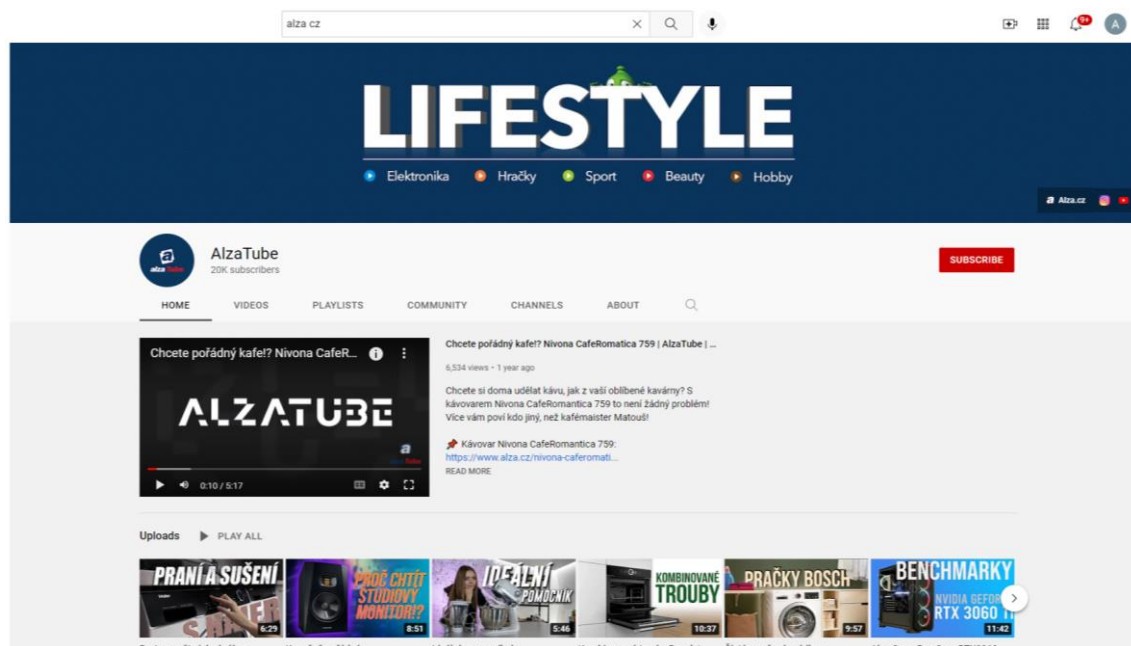 alza cz
9+
A
LIFESTYLE
Elektronika Hračky Sport Beauty Hobby
a Alza.cz
alza Tube
AlzaTube
20K subscribers
SUBSCRIBE
HOME VIDEOS PLAYLISTS COMMUNITY CHANNELS ABOUT
Chcete pořádný kafe!? Nivona CafeR...
ALZATUBE
0:10 / 5:17
Chcete pořádný kafe!? Nivona CafeRomatica 759 | AlzaTube | ...
6,534 views • 1 year ago
Chcete si doma udělat kávu, jak z vaší oblíbené kavárny? S
kávovarem Nivona CafeRomantica 759 to není žádný problém!
Více vám poví kdo jiný, než kafémaister Matouš!
📌 Kávovar Nivona CafeRomantica 759:
https://www.alza.cz/nivona-caferomati...
READ MORE
Uploads PLAY ALL
PRANÍ A SUŠENÍ
6:29
PROČ CHTÍT
STUDIOVÝ
MONITOR!?
8:51
IDEÁLNÍ
POMOCNÍK
5:46
KOMBINOVANÉ
TROUBY
10:37
PRAČKY BOSCH
9:57
BENCHMARKY
NVIDIA
RTX 3060
11:42